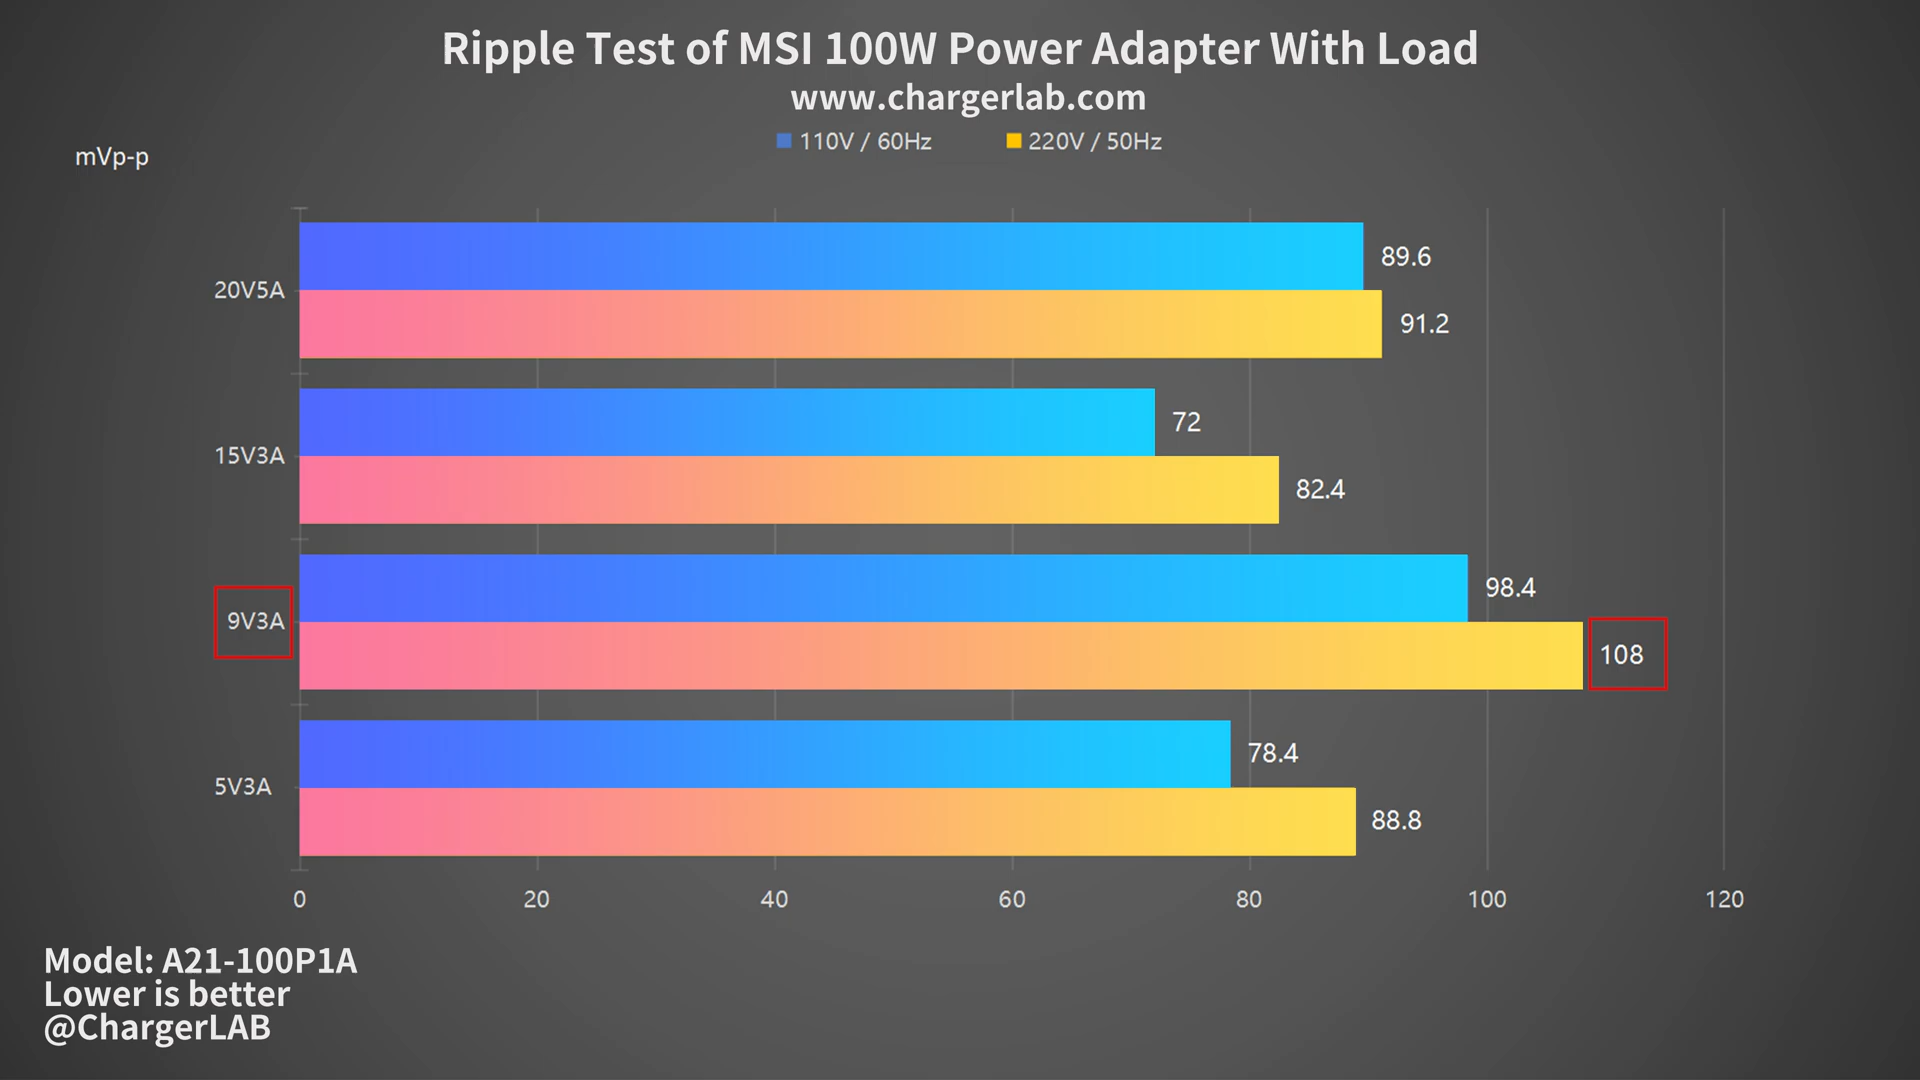 Ripple Test of MSI 100W Power Adapter With Load
www.chargerlab.com
110V / 60Hz 220V / 50Hz
mVp-p
20V5A 89.6
91.2
15V3A 72
82.4
9V3A 98.4
108
5V3A 78.4
88.8
0 20 40 60 80 100 120
Model: A21-100P1A
Lower is better
@ChargerLAB